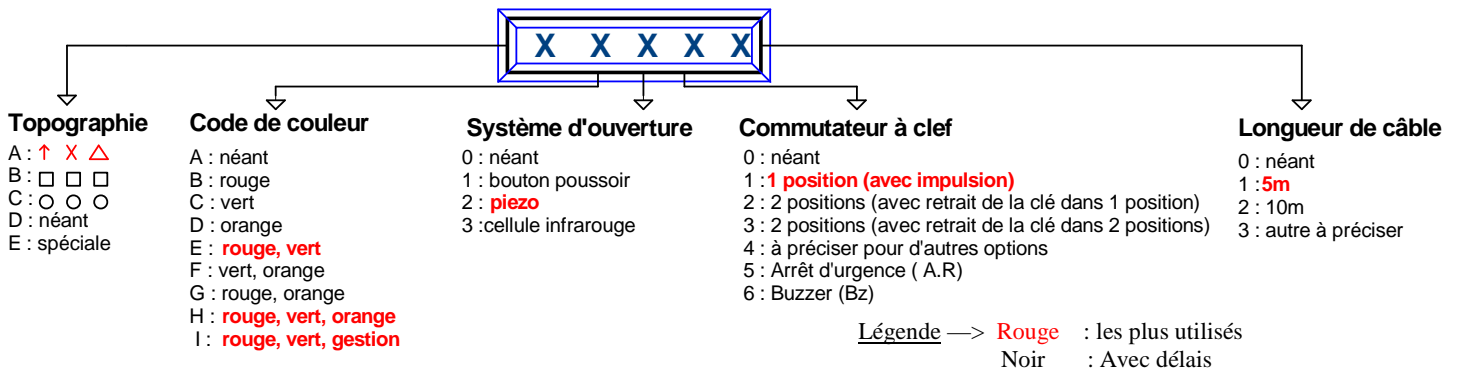 X X X X X
Topographie
A : ↑ X △
B : □ □ □
C : ○ ○ ○
D : néant
E : spéciale
Code de couleur
A : néant
B : rouge
C : vert
D : orange
E : rouge, vert
F : vert, orange
G : rouge, orange
H : rouge, vert, orange
I : rouge, vert, gestion
Système d'ouverture
0 : néant
1 : bouton poussoir
2 : piezo
3 :cellule infrarouge
Commutateur à clef
0 : néant
1 :1 position (avec impulsion)
2 : 2 positions (avec retrait de la clé dans 1 position)
3 : 2 positions (avec retrait de la clé dans 2 positions)
4 : à préciser pour d'autres options
5 : Arrêt d'urgence ( A.R)
6 : Buzzer (Bz)
Longueur de câble
0 : néant
1 :5m
2 : 10m
3 : autre à préciser
Légende —> Rouge : les plus utilisés
Noir : Avec délais